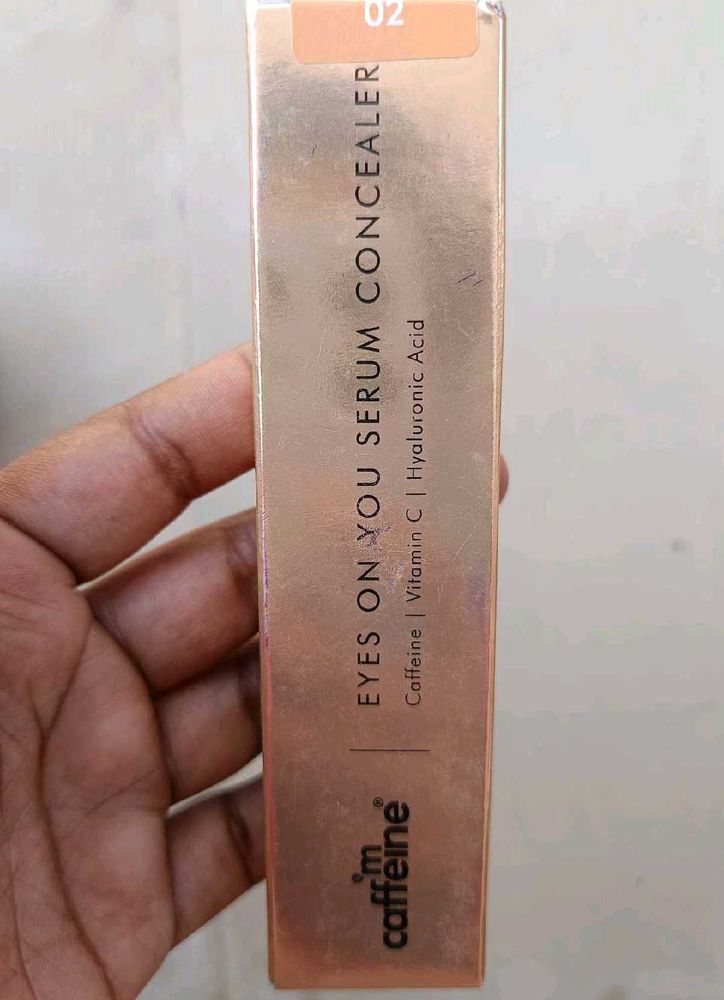 02
EYES ON YOU SERUM CONCEALER
Caffeine | Vitamin C | Hyaluronic Acid
m
caffeine®